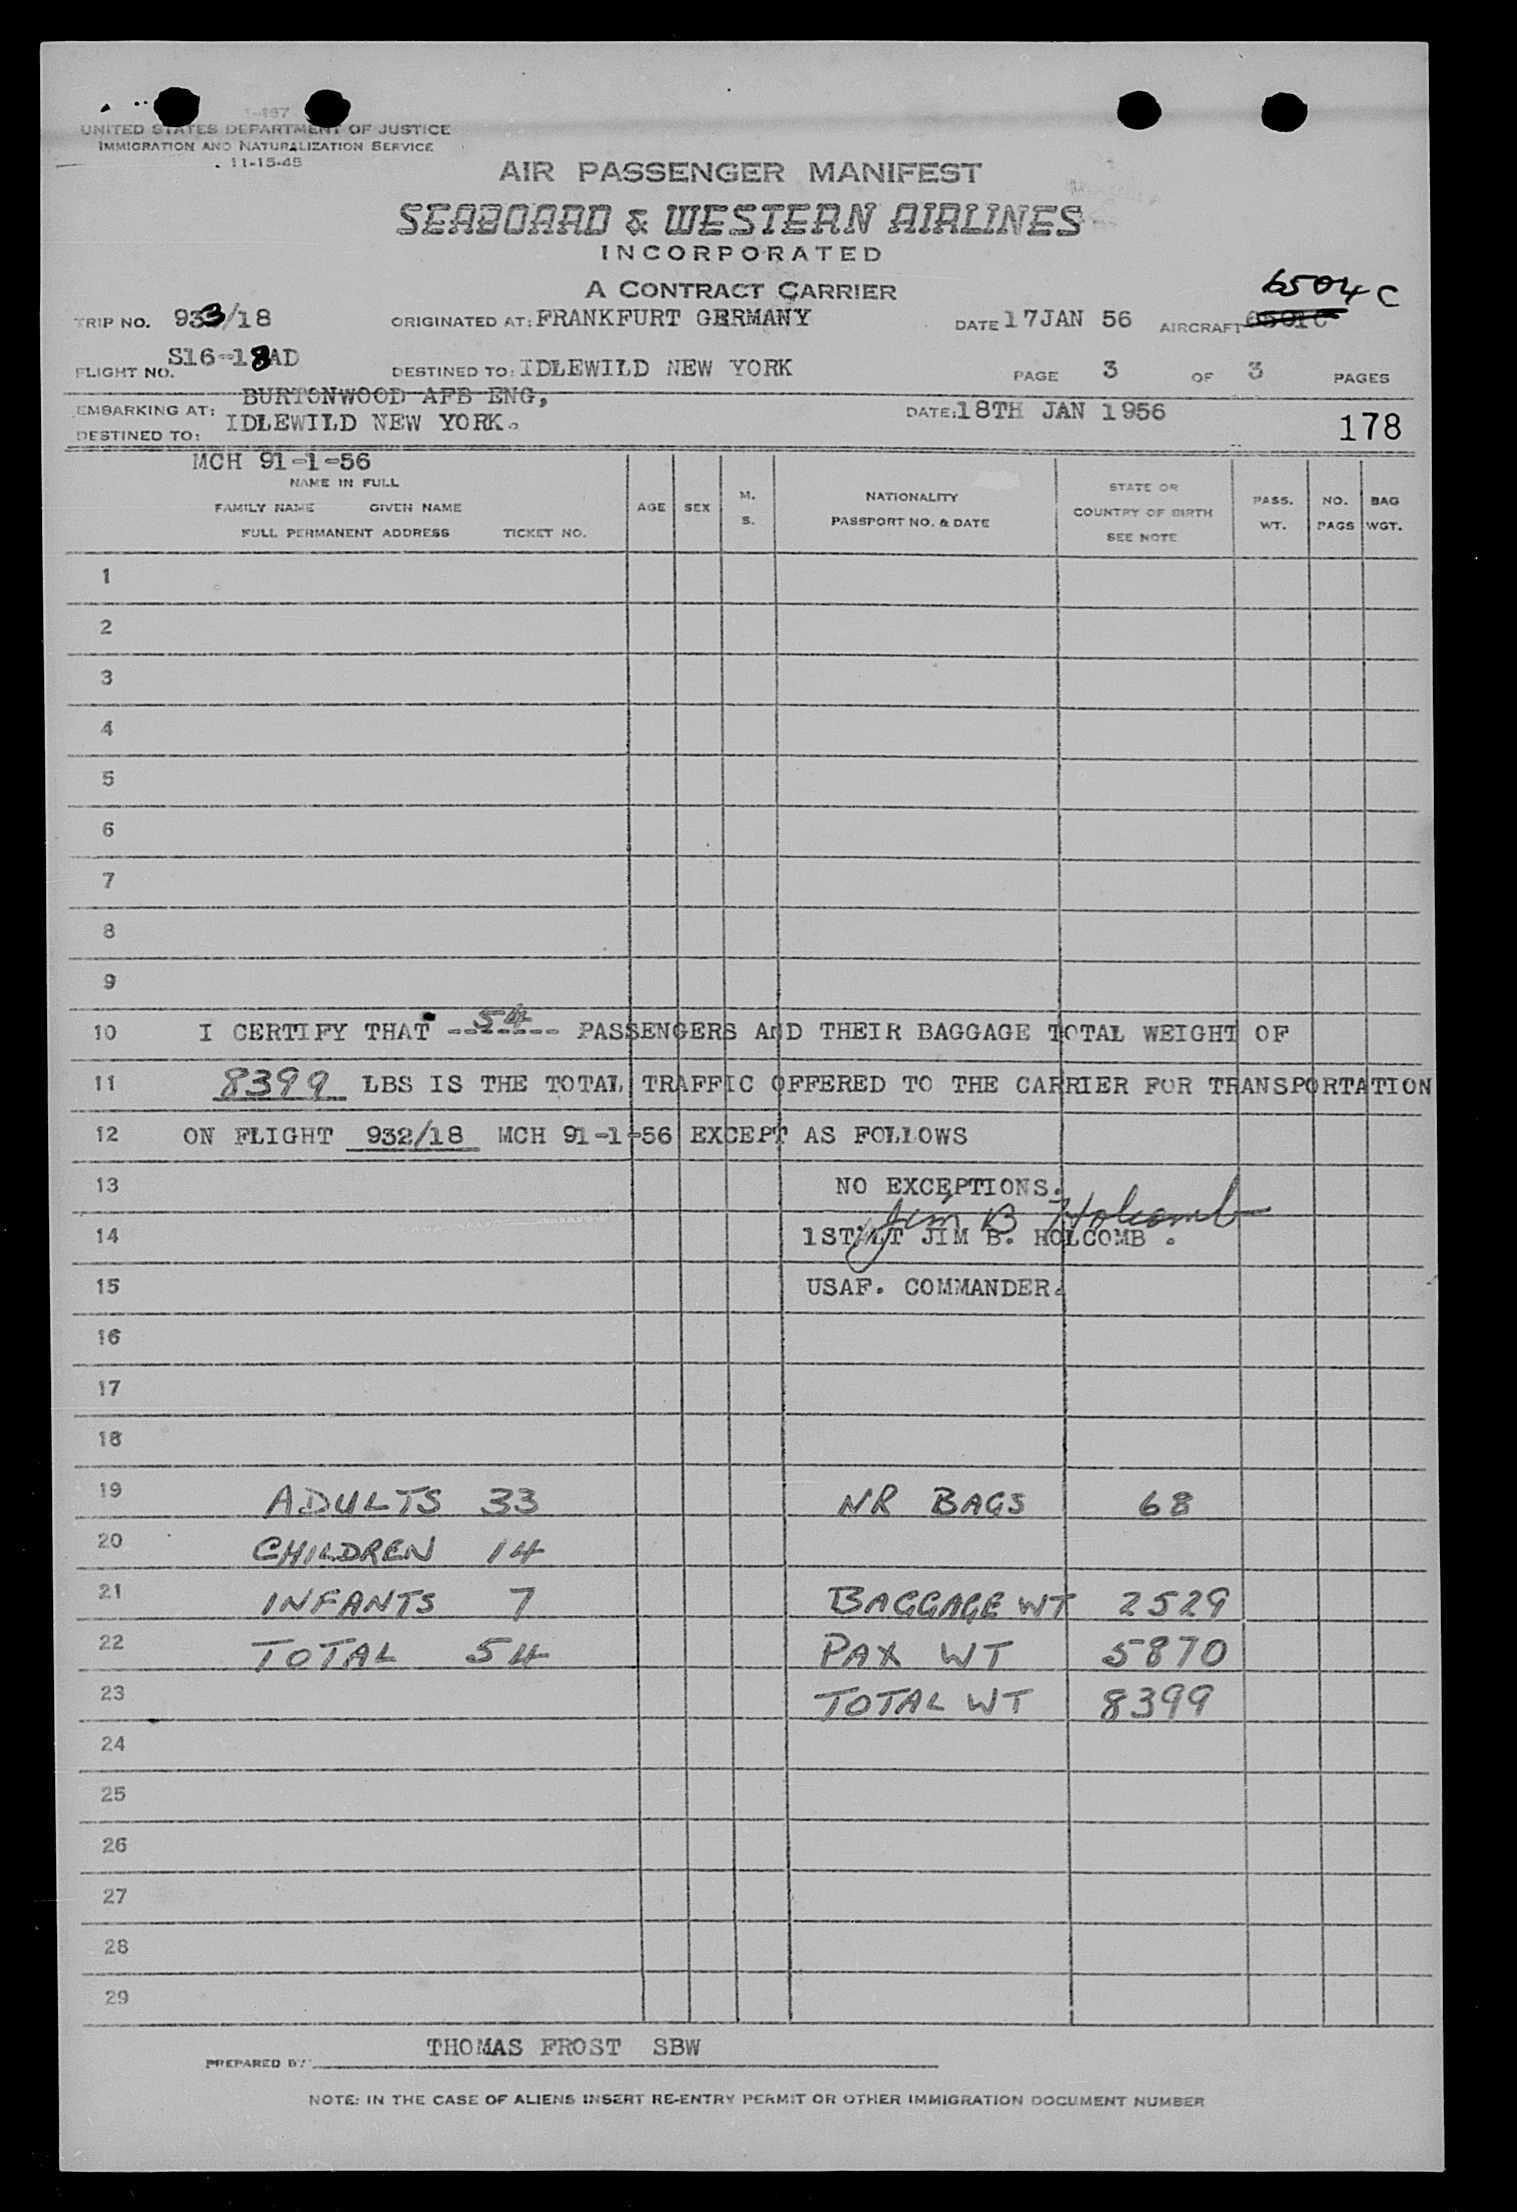 I-467
UNITED STATES DEPARTMENT OF JUSTICE
IMMIGRATION AND NATURALIZATION SERVICE
11-15-45
AIR PASSENGER MANIFEST
SEABOARD & WESTERN AIRLINES
INCORPORATED
A CONTRACT CARRIER
6504 C
TRIP NO. 933/18 ORIGINATED AT: FRANKFURT GERMANY DATE 17JAN 56 AIRCRAFT
FLIGHT NO. S16-18AD DESTINED TO: IDLEWILD NEW YORK PAGE 3 OF 3 PAGES
EMBARKING AT: BURTONWOOD AFB ENG, DATE: 18TH JAN 1956
DESTINED TO: IDLEWILD NEW YORK. 178
MCH 91-1-56
NAME IN FULL
FAMILY NAME GIVEN NAME
FULL PERMANENT ADDRESS TICKET NO.
AGE SEX M. S.
NATIONALITY
PASSPORT NO. & DATE
STATE OR
COUNTRY OF BIRTH
SEE NOTE
PASS. WT.
NO. PAGS
BAG WGT.
1
2
3
4
5
6
7
8
9
10 I CERTIFY THAT ------- 54 PASSENGERS AND THEIR BAGGAGE TOTAL WEIGHT OF
11 8399 LBS IS THE TOTAL TRAFFIC OFFERED TO THE CARRIER FOR TRANSPORTATION
12 ON FLIGHT 932/18 MCH 91-1-56 EXCEPT AS FOLLOWS
13 NO EXCEPTIONS.
Jim B Holcomb
14 1ST/LT JIM B. HOLCOMB .
15 USAF. COMMANDER.
16
17
18
19 ADULTS 33 NR BAGS 68
20 CHILDREN 14
21 INFANTS 7 BAGGAGE WT 2529
22 TOTAL 54 PAX WT 5870
23 TOTAL WT 8399
24
25
26
27
28
29
PREPARED BY: THOMAS FROST SBW
NOTE: IN THE CASE OF ALIENS INSERT RE-ENTRY PERMIT OR OTHER IMMIGRATION DOCUMENT NUMBER